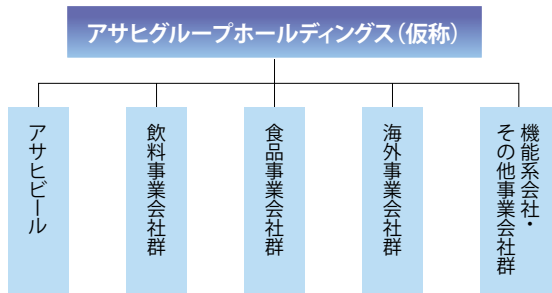 アサヒグループホールディングス（仮称）
アサヒビール
飲料事業会社群
食品事業会社群
海外事業会社群
機能系会社・
その他事業会社群